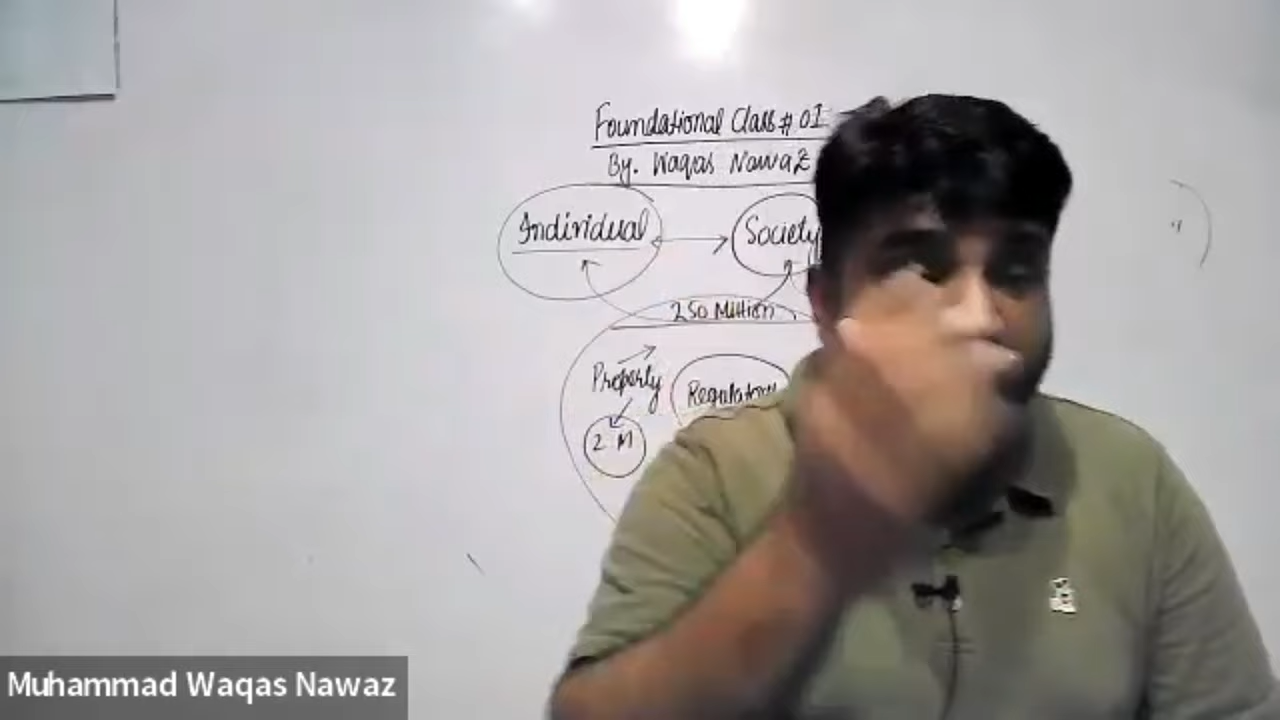 Foundational Class # 01
By. Waqas Nawaz
Individual
Society
250 Million
Property
Regulatory
2 M
Muhammad Waqas Nawaz